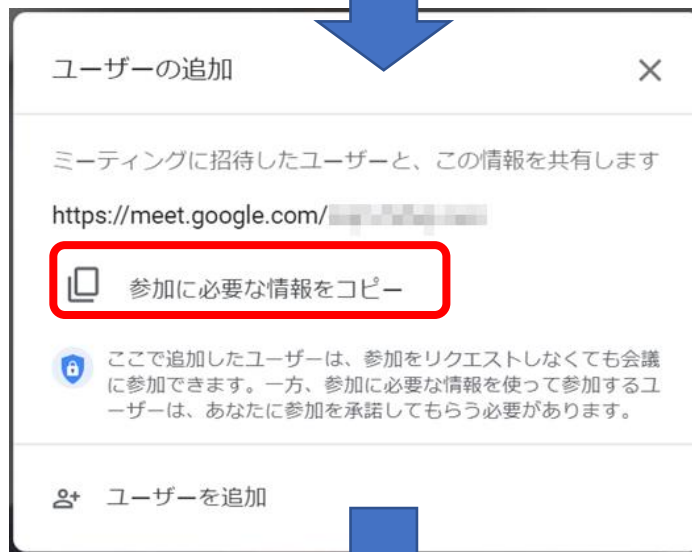 ユーザーの追加
ミーティングに招待したユーザーと、この情報を共有します
https://meet.google.com/
参加に必要な情報をコピー
ここで追加したユーザーは、参加をリクエストしなくても会議
に参加できます。一方、参加に必要な情報を使って参加するユ
ーザーは、あなたに参加を承諾してもらう必要があります。
ユーザーを追加